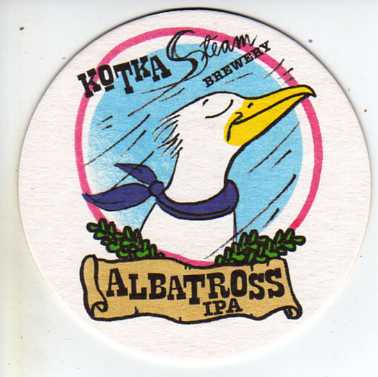 KOTKA Steam
BREWERY
ALBATROSS
IPA